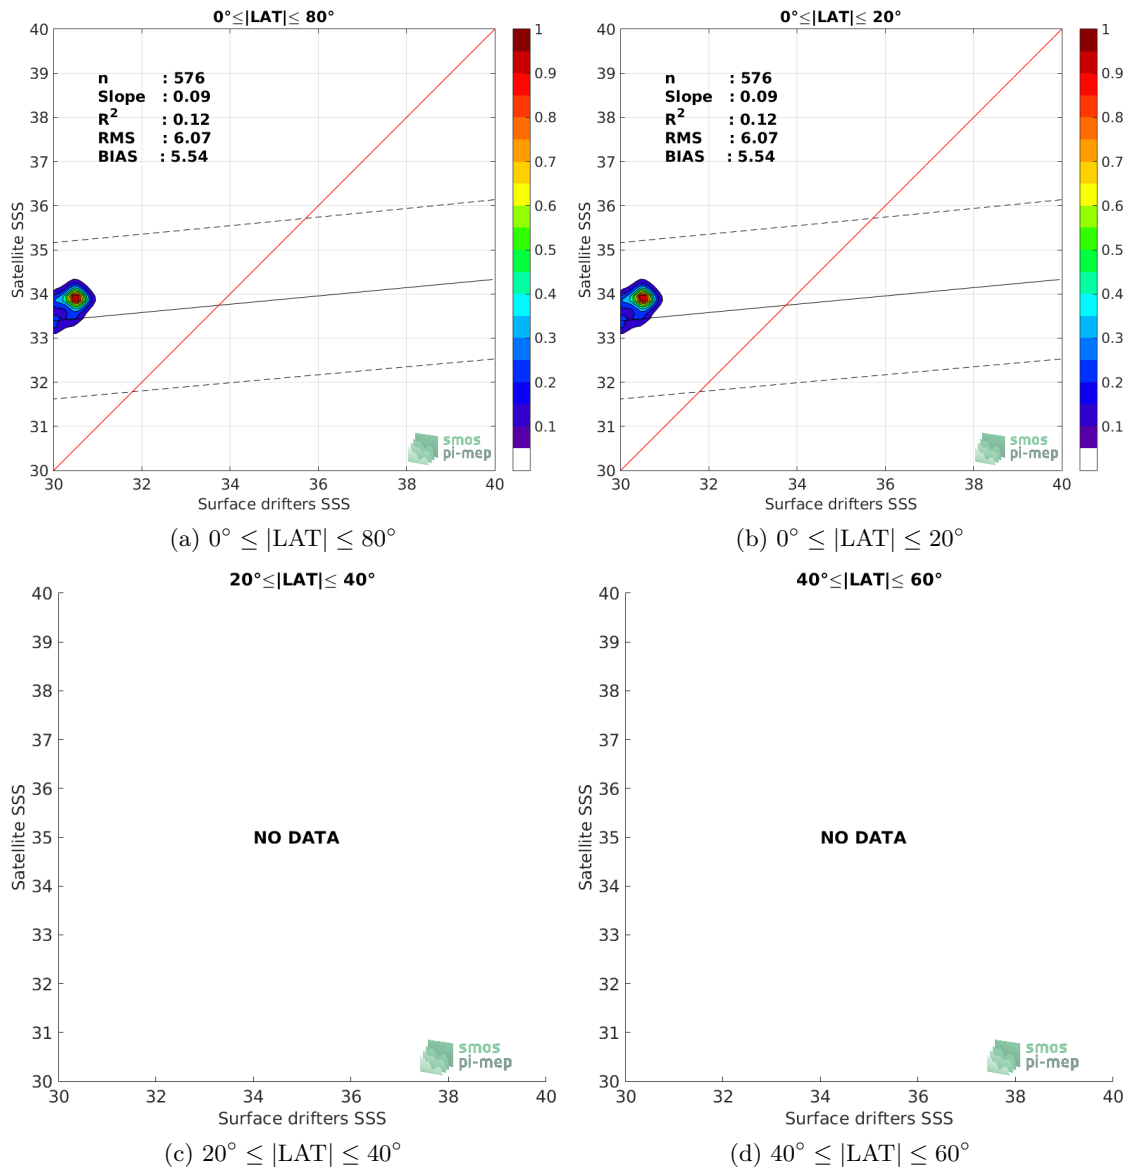 0°≤|LAT|≤ 80°
40
39
38
37
36
35
34
33
32
31
30
Satellite SSS
n : 576
Slope : 0.09
R2 : 0.12
RMS : 6.07
BIAS : 5.54
smos
pi-mep
30 32 34 36 38 40
Surface drifters SSS
1
0.9
0.8
0.7
0.6
0.5
0.4
0.3
0.2
0.1
(a) 0° ≤ |LAT| ≤ 80°
0°≤|LAT|≤ 20°
40
39
38
37
36
35
34
33
32
31
30
Satellite SSS
n : 576
Slope : 0.09
R2 : 0.12
RMS : 6.07
BIAS : 5.54
smos
pi-mep
30 32 34 36 38 40
Surface drifters SSS
1
0.9
0.8
0.7
0.6
0.5
0.4
0.3
0.2
0.1
(b) 0° ≤ |LAT| ≤ 20°
20°≤|LAT|≤ 40°
40
39
38
37
36
35
34
33
32
31
30
Satellite SSS
NO DATA
smos
pi-mep
30 32 34 36 38 40
Surface drifters SSS
(c) 20° ≤ |LAT| ≤ 40°
40°≤|LAT|≤ 60°
40
39
38
37
36
35
34
33
32
31
30
Satellite SSS
NO DATA
smos
pi-mep
30 32 34 36 38 40
Surface drifters SSS
(d) 40° ≤ |LAT| ≤ 60°